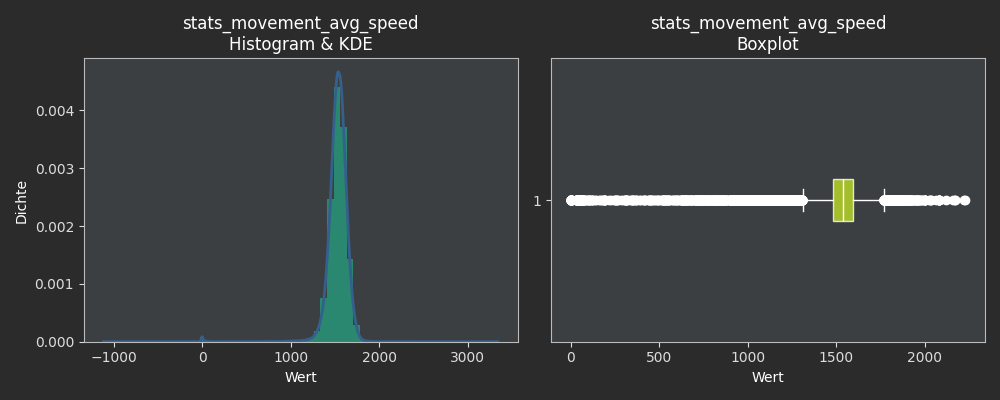 stats_movement_avg_speed
Histogram & KDE
Dichte
0.004
0.003
0.002
0.001
0.000
−1000 0 1000 2000 3000
Wert
stats_movement_avg_speed
Boxplot
1
0 500 1000 1500 2000
Wert